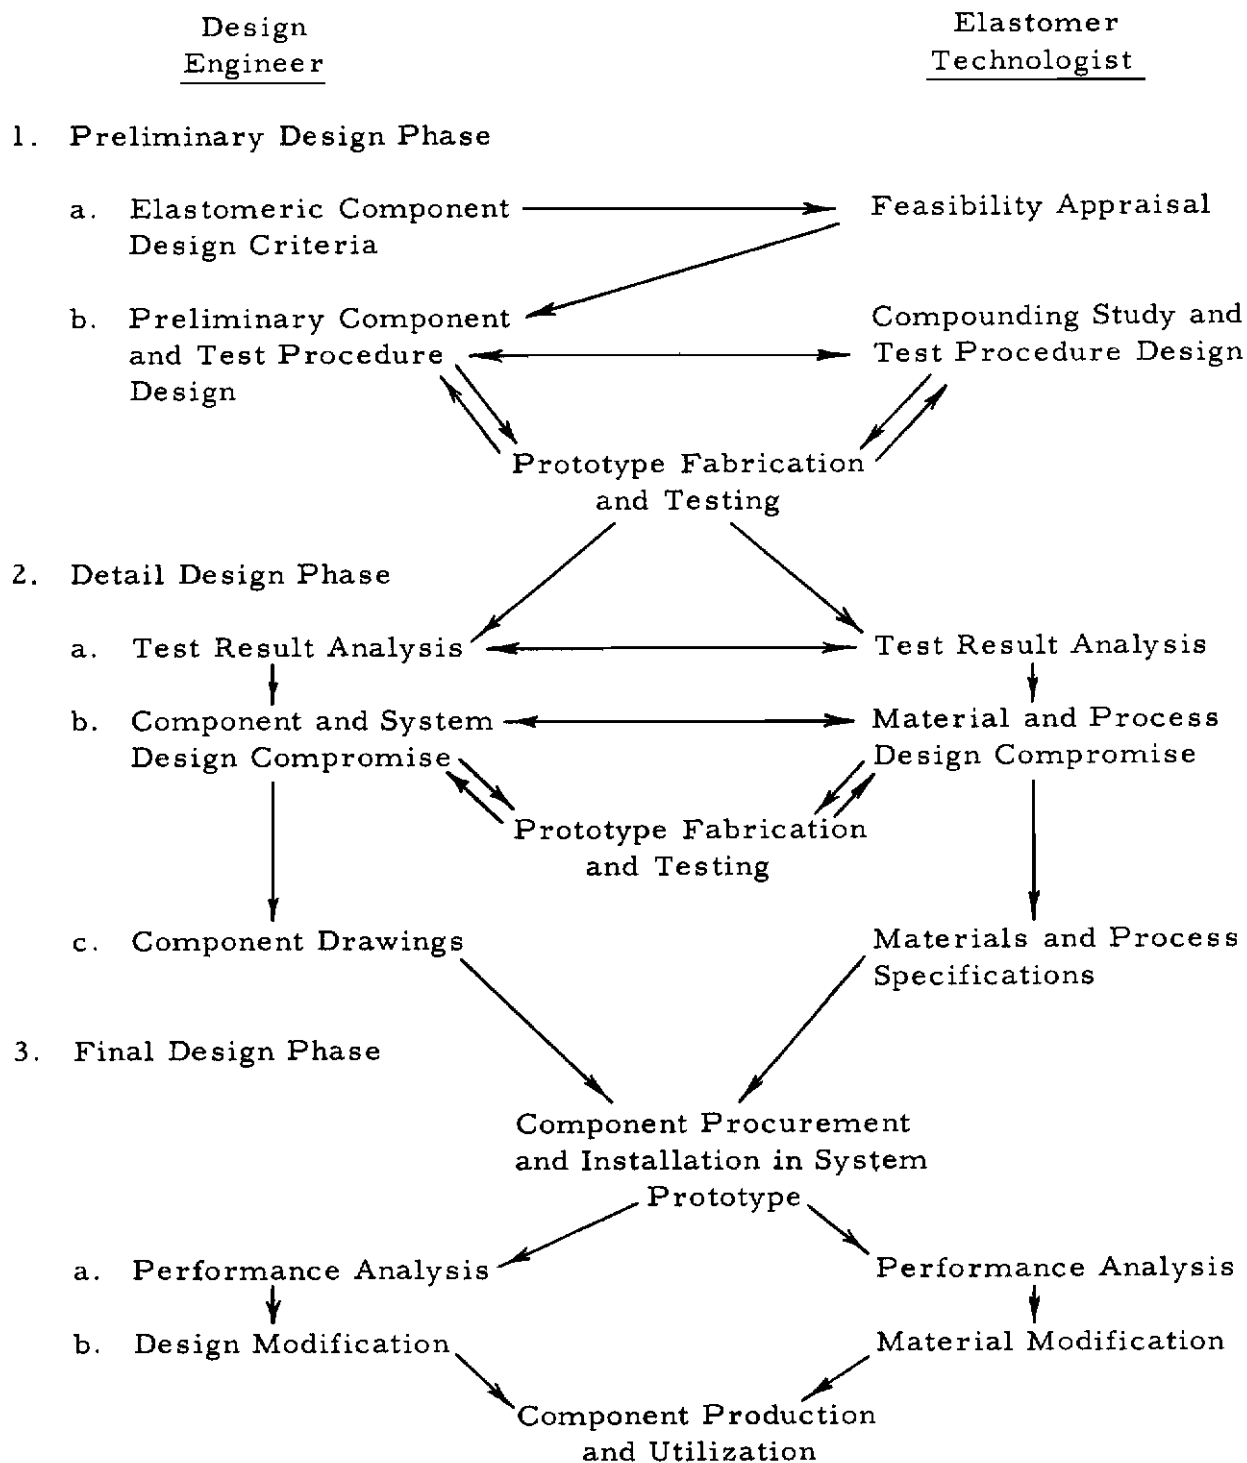 Design
Engineer
Elastomer
Technologist
1. Preliminary Design Phase
a. Elastomeric Component
Design Criteria
Feasibility Appraisal
b. Preliminary Component
and Test Procedure
Design
Compounding Study and
Test Procedure Design
Prototype Fabrication
and Testing
2. Detail Design Phase
a. Test Result Analysis
Test Result Analysis
b. Component and System
Design Compromise
Material and Process
Design Compromise
Prototype Fabrication
and Testing
c. Component Drawings
Materials and Process
Specifications
3. Final Design Phase
Component Procurement
and Installation in System
Prototype
a. Performance Analysis
Performance Analysis
b. Design Modification
Material Modification
Component Production
and Utilization